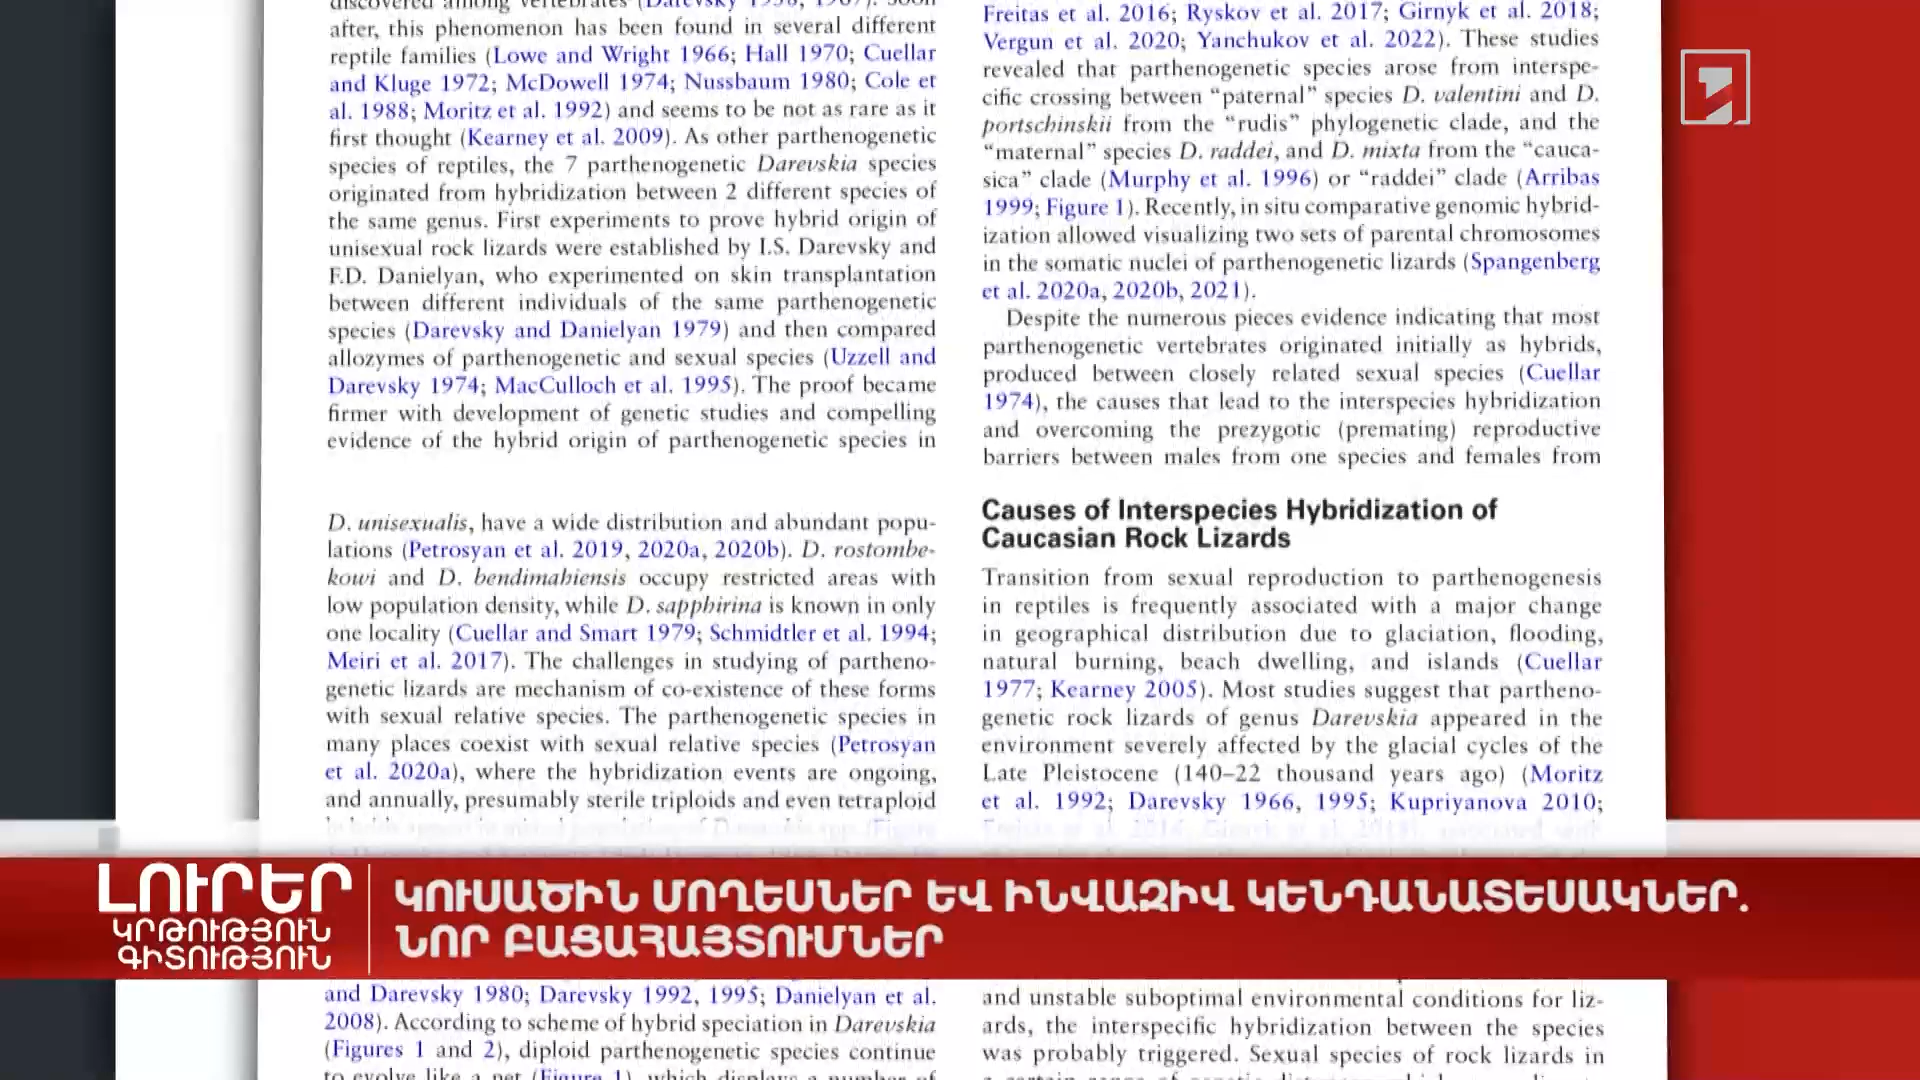 after, this phenomenon has been found in several different
reptile families (Lowe and Wright 1966; Hall 1970; Cuellar
and Kluge 1972; McDowell 1974; Nussbaum 1980; Cole et
al. 1988; Moritz et al. 1992) and seems to be not as rare as it
first thought (Kearney et al. 2009). As other parthenogenetic
species of reptiles, the 7 parthenogenetic Darevskia species
originated from hybridization between 2 different species of
the same genus. First experiments to prove hybrid origin of
unisexual rock lizards were established by I.S. Darevsky and
F.D. Danielyan, who experimented on skin transplantation
between different individuals of the same parthenogenetic
species (Darevsky and Danielyan 1979) and then compared
allozymes of parthenogenetic and sexual species (Uzzell and
Darevsky 1974; MacCulloch et al. 1995). The proof became
firmer with development of genetic studies and compelling
evidence of the hybrid origin of parthenogenetic species in
D. unisexualis, have a wide distribution and abundant popu-
lations (Petrosyan et al. 2019, 2020a, 2020b). D. rostombe-
kowi and D. bendimahiensis occupy restricted areas with
low population density, while D. sapphirina is known in only
one locality (Cuellar and Smart 1979; Schmidtler et al. 1994;
Meiri et al. 2017). The challenges in studying of partheno-
genetic lizards are mechanism of co-existence of these forms
with sexual relative species. The parthenogenetic species in
many places coexist with sexual relative species (Petrosyan
et al. 2020a), where the hybridization events are ongoing,
and annually, presumably sterile triploids and even tetraploid
and Darevsky 1980; Darevsky 1992, 1995; Danielyan et al.
2008). According to scheme of hybrid speciation in Darevskia
(Figures 1 and 2), diploid parthenogenetic species continue
to evolve like a net (Figure 1), which displays a number of
Freitas et al. 2016; Ryskov et al. 2017; Girnyk et al. 2018;
Vergun et al. 2020; Yanchukov et al. 2022). These studies
revealed that parthenogenetic species arose from interspe-
cific crossing between “paternal” species D. valentini and D.
portschinskii from the “rudis” phylogenetic clade, and the
“maternal” species D. raddei, and D. mixta from the “cauca-
sica” clade (Murphy et al. 1996) or “raddei” clade (Arribas
1999; Figure 1). Recently, in situ comparative genomic hybrid-
ization allowed visualizing two sets of parental chromosomes
in the somatic nuclei of parthenogenetic lizards (Spangenberg
et al. 2020a, 2020b, 2021).
Despite the numerous pieces evidence indicating that most
parthenogenetic vertebrates originated initially as hybrids,
produced between closely related sexual species (Cuellar
1974), the causes that lead to the interspecies hybridization
and overcoming the prezygotic (premating) reproductive
barriers between males from one species and females from
Causes of Interspecies Hybridization of
Caucasian Rock Lizards
Transition from sexual reproduction to parthenogenesis
in reptiles is frequently associated with a major change
in geographical distribution due to glaciation, flooding,
natural burning, beach dwelling, and islands (Cuellar
1977; Kearney 2005). Most studies suggest that partheno-
genetic rock lizards of genus Darevskia appeared in the
environment severely affected by the glacial cycles of the
Late Pleistocene (140–22 thousand years ago) (Moritz
et al. 1992; Darevsky 1966, 1995; Kupriyanova 2010;
and unstable suboptimal environmental conditions for liz-
ards, the interspecific hybridization between the species
was probably triggered. Sexual species of rock lizards in
ԼՈՒՐԵՐ
ԿՐԹՈՒԹՅՈՒՆ
ԳԻՏՈՒԹՅՈՒՆ
ԿՈՒՍԱԾԻՆ ՄՈՂԵՍՆԵՐ ԵՎ ԻՆՎԱԶԻՎ ԿԵՆԴԱՆԱՏԵՍԱԿՆԵՐ.
ՆՈՐ ԲԱՑԱՀԱՅՏՈՒՄՆԵՐ